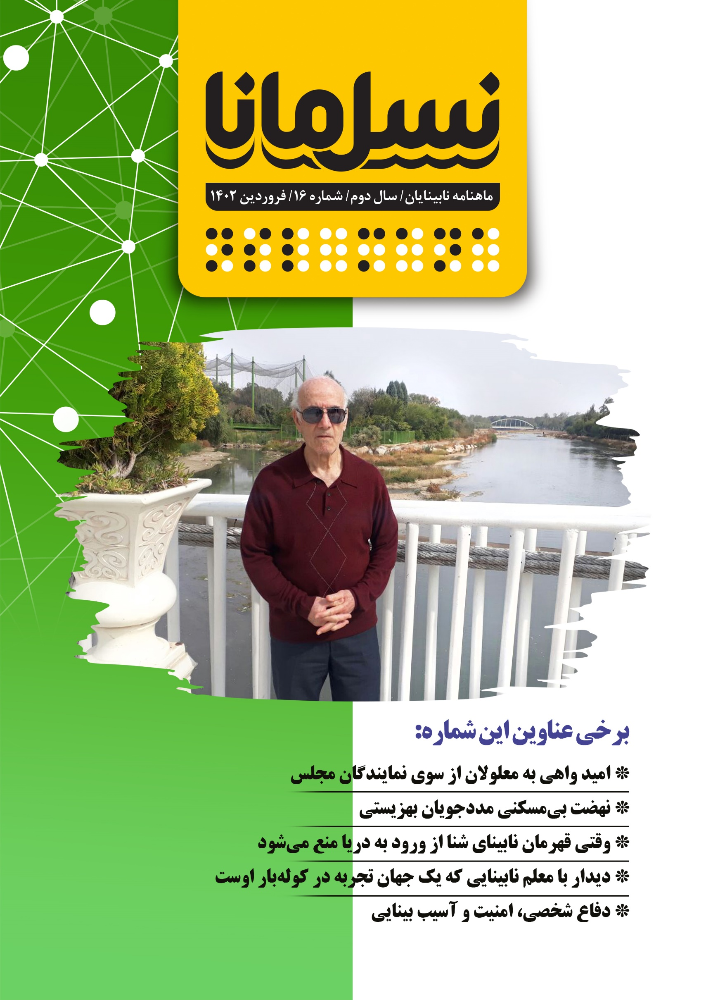 نسل مانا
ماهنامه نابینایان/ سال دوم/ شماره ۱۶/ فروردین ۱۴۰۲
برخی عناوین این شماره:
❊ امید واهی به معلولان از سوی نمایندگان مجلس
❊ نهضت بی‌مسکنی مددجویان بهزیستی
❊ وقتی قهرمان نابینای شنا از ورود به دریا منع می‌شود
❊ دیدار با معلم نابینایی که یک جهان تجربه در کوله‌بار اوست
❊ دفاع شخصی، امنیت و آسیب بینایی